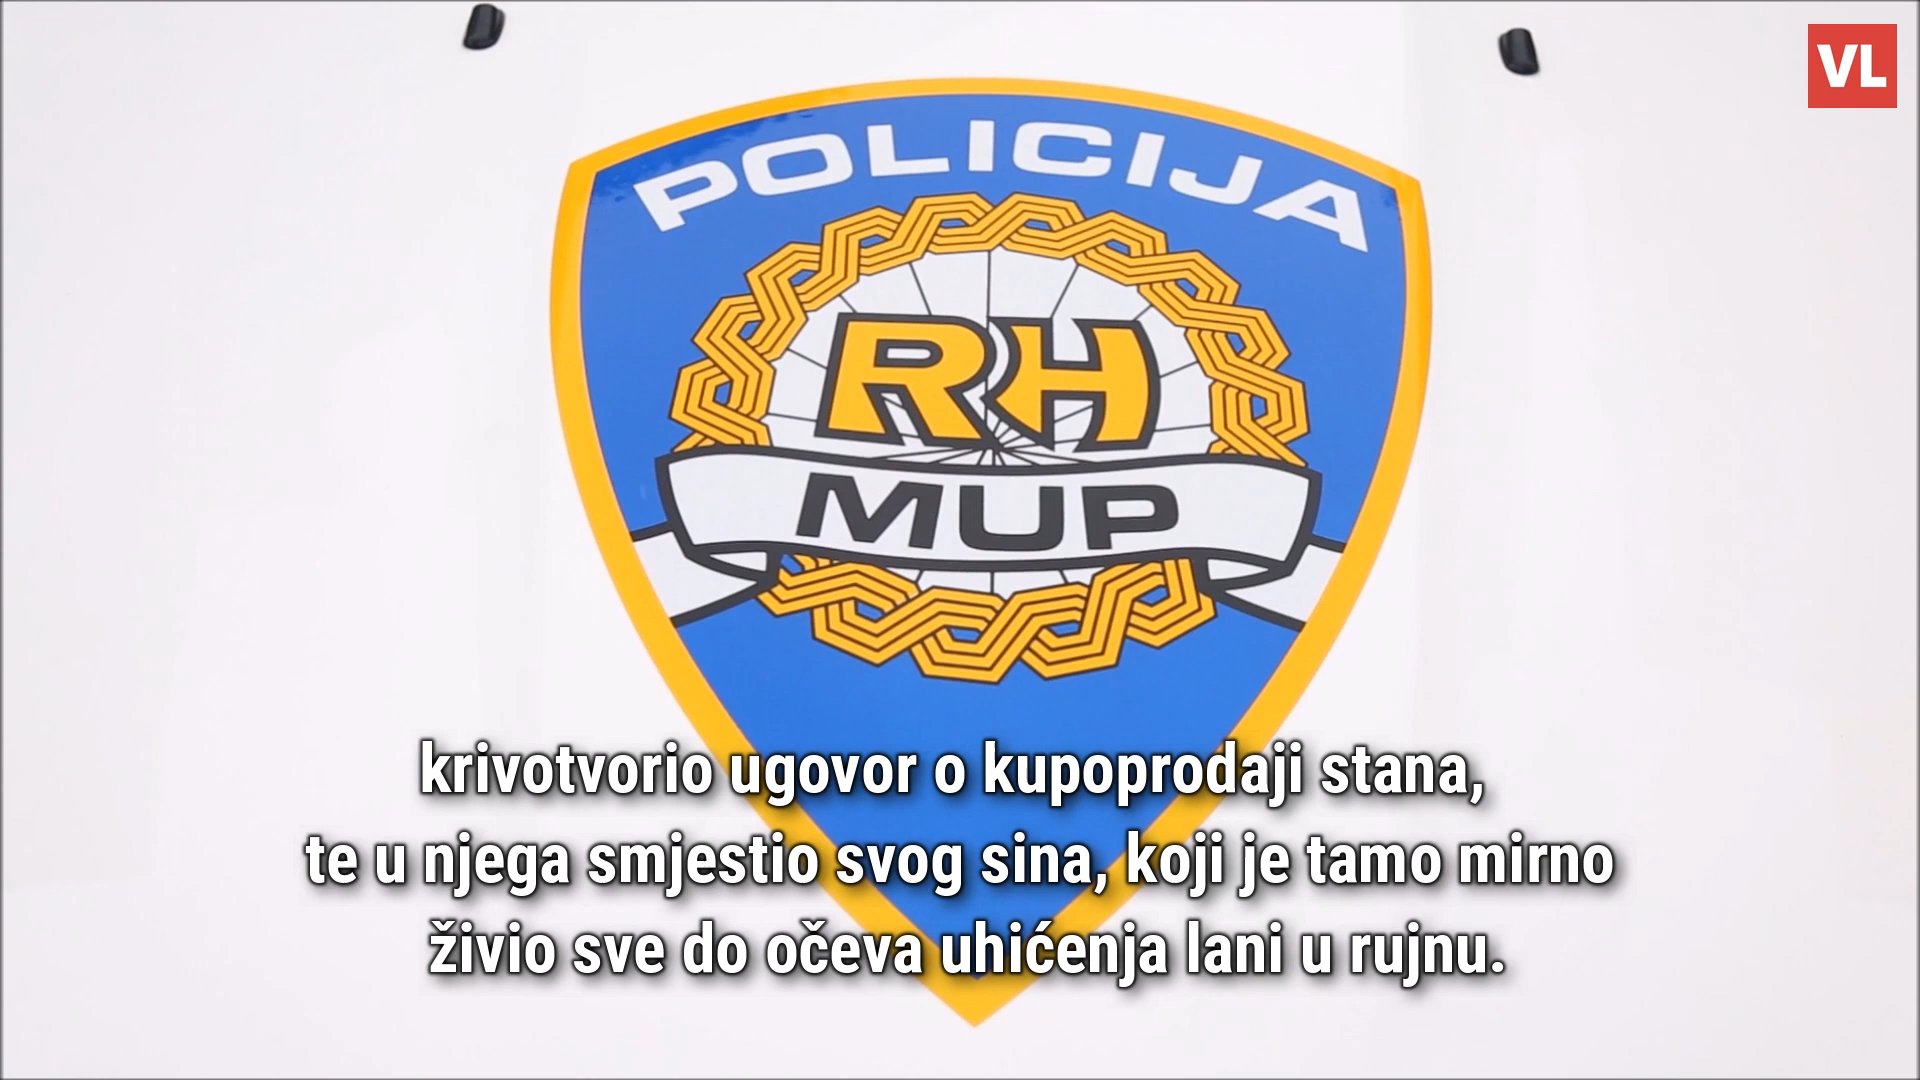 VL
POLICIJA
RH
MUP
krivotvorio ugovor o kupoprodaji stana,
te u njega smjestio svog sina, koji je tamo mirno
živio sve do očeva uhićenja lani u rujnu.